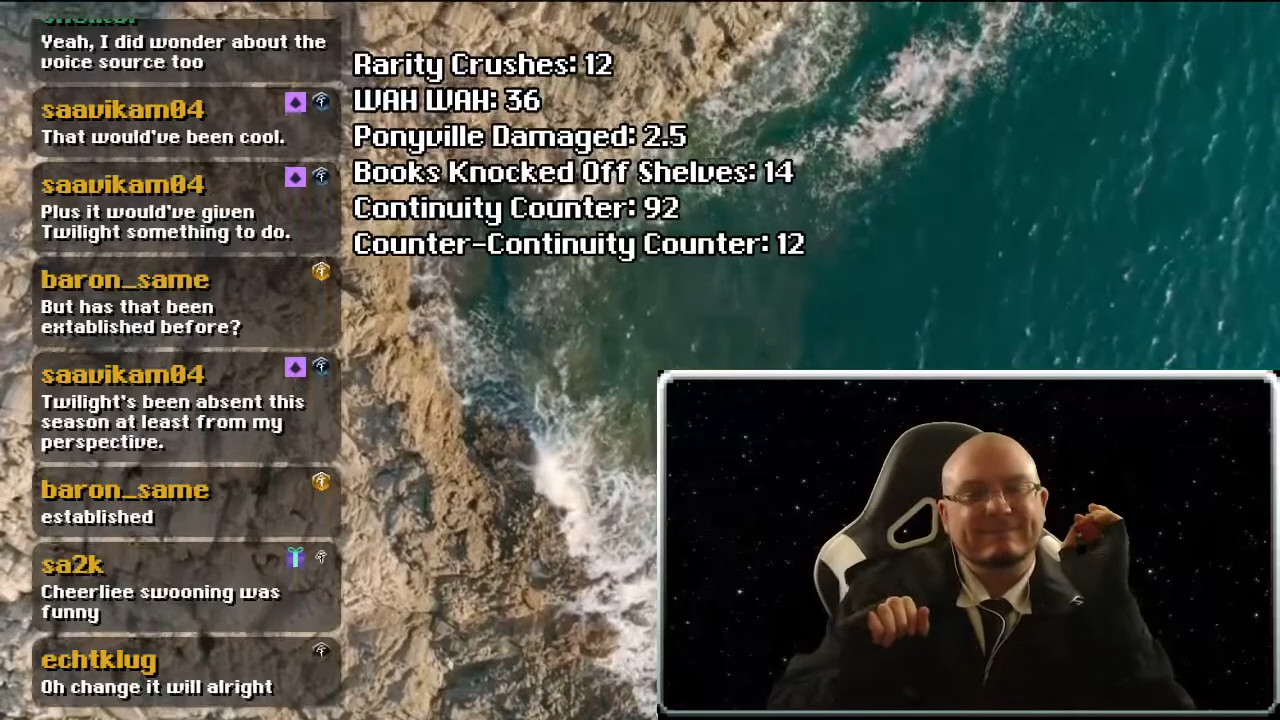 Yeah, I did wonder about the
voice source too
saavikam04
That would've been cool.
saavikam04
Plus it would've given
Twilight something to do.
baron_same
But has that been
extablished before?
saavikam04
Twilight's been absent this
season at least from my
perspective.
baron_same
established
sa2k
Cheerliee swooning was
funny
echtklug
Oh change it will alright
Rarity Crushes: 12
WAH WAH: 36
Ponyville Damaged: 2.5
Books Knocked Off Shelves: 14
Continuity Counter: 92
Counter-Continuity Counter: 12